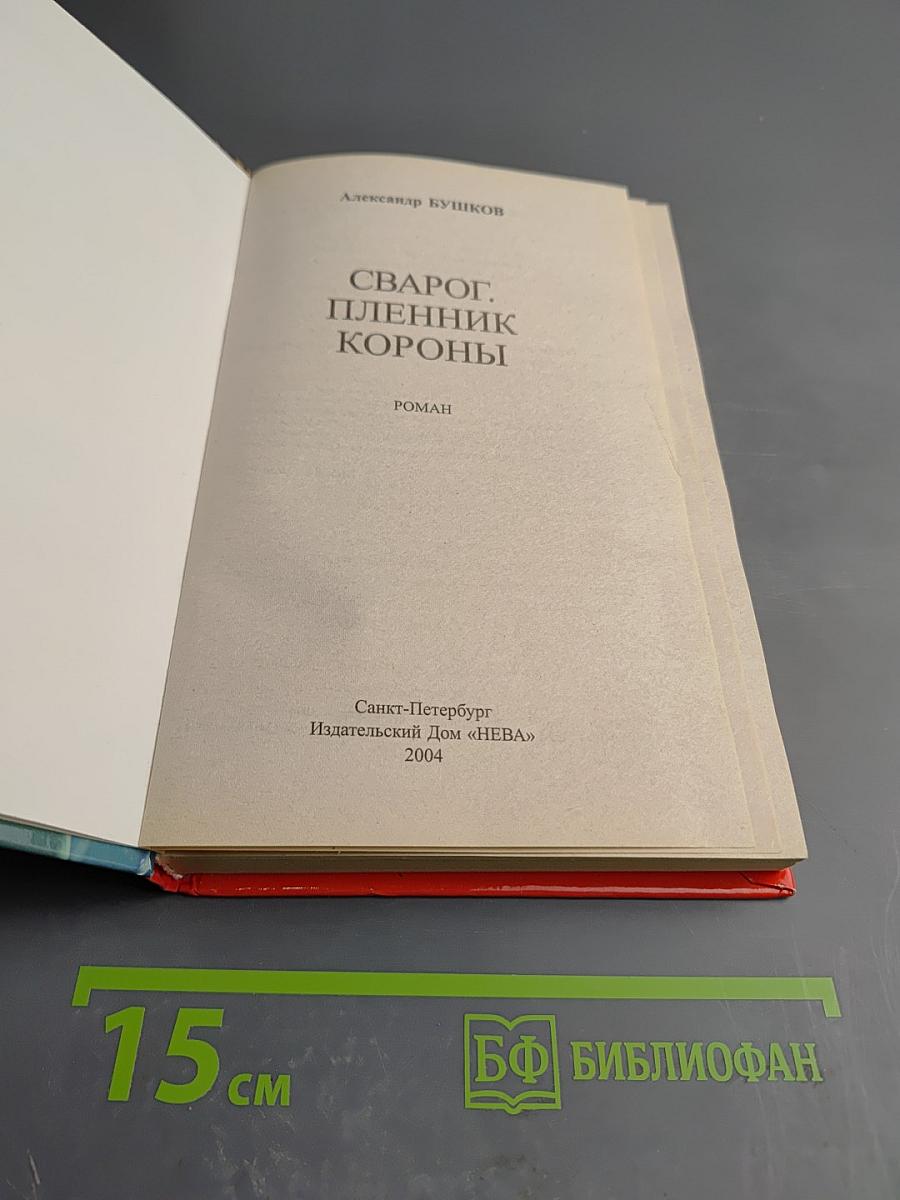 Александр БУШКОВ
СВАРОГ.
ПЛЕННИК
КОРОНЫ
РОМАН
Санкт-Петербург
Издательский Дом «НЕВА»
2004
15 см
БФ БИБЛИОФАН